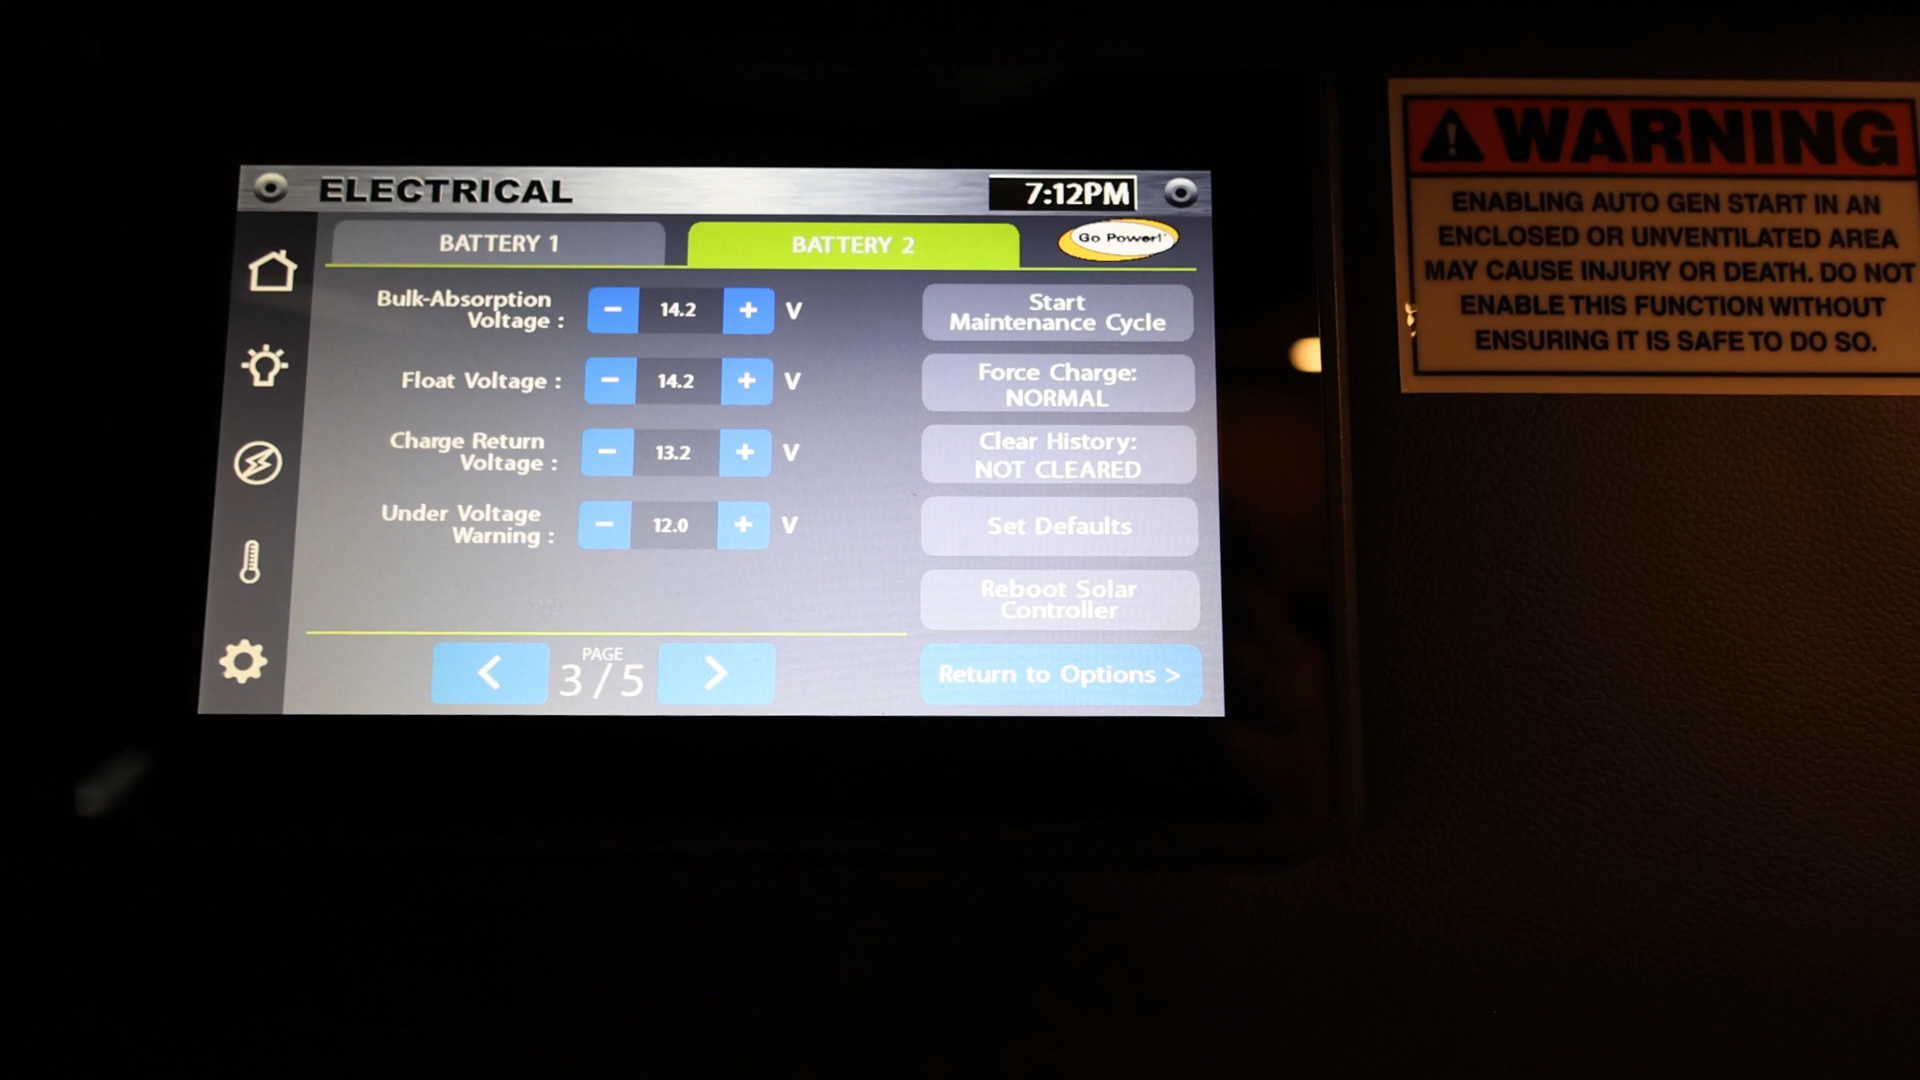 ELECTRICAL
7:12PM
BATTERY 1
BATTERY 2
Go Power!
Bulk-Absorption
Voltage :
- 14.2 + V
Float Voltage :
- 14.2 + V
Charge Return
Voltage :
- 13.2 + V
Under Voltage
Warning :
- 12.0 + V
Start
Maintenance Cycle
Force Charge:
NORMAL
Clear History:
NOT CLEARED
Set Defaults
Reboot Solar
Controller
< PAGE >
3/5
Return to Options >
WARNING
ENABLING AUTO GEN START IN AN
ENCLOSED OR UNVENTILATED AREA
MAY CAUSE INJURY OR DEATH. DO NOT
ENABLE THIS FUNCTION WITHOUT
ENSURING IT IS SAFE TO DO SO.